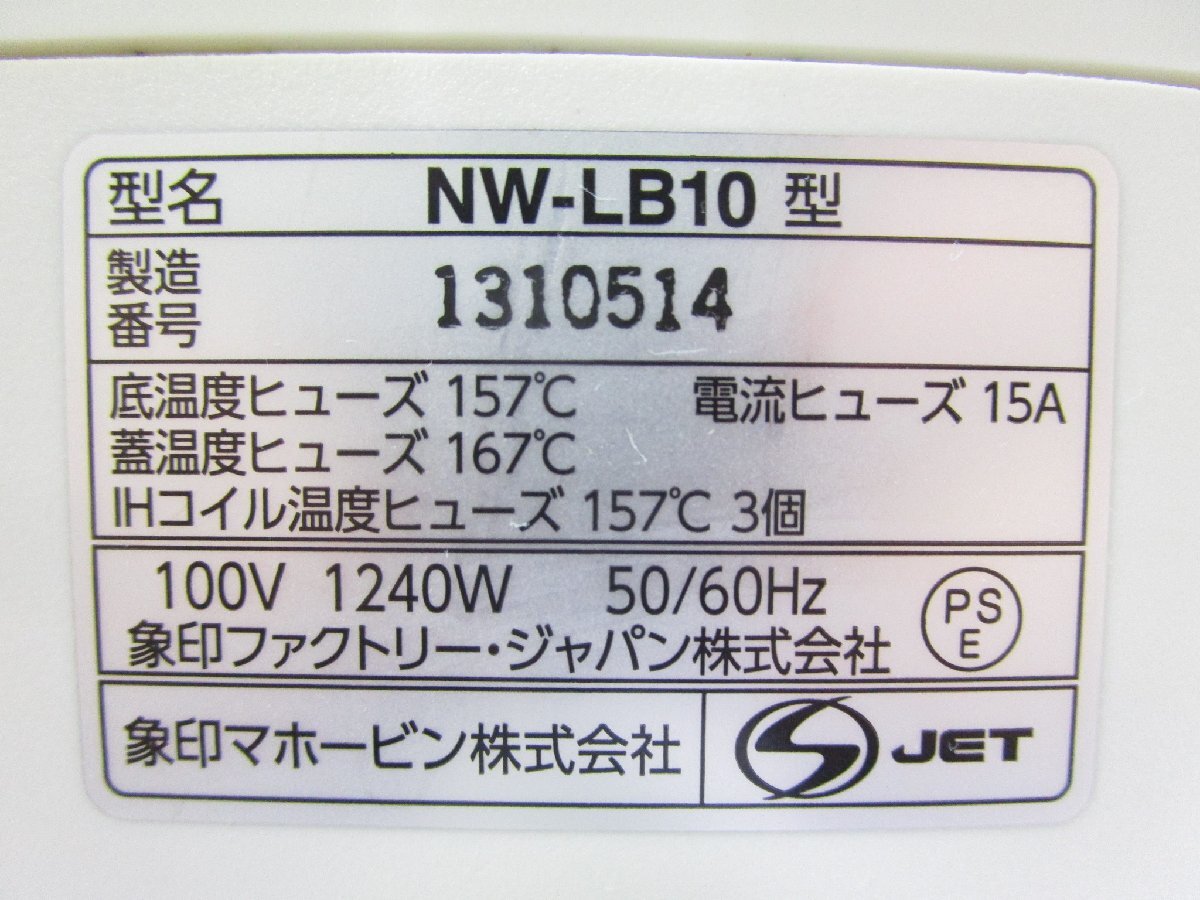 型名 NW-LB10 型
製造番号 1310514
底温度ヒューズ 157℃ 電流ヒューズ 15A
蓋温度ヒューズ 167℃
IHコイル温度ヒューズ 157℃ 3個
100V 1240W 50/60Hz
PSE
象印ファクトリー・ジャパン株式会社
象印マホービン株式会社
S JET